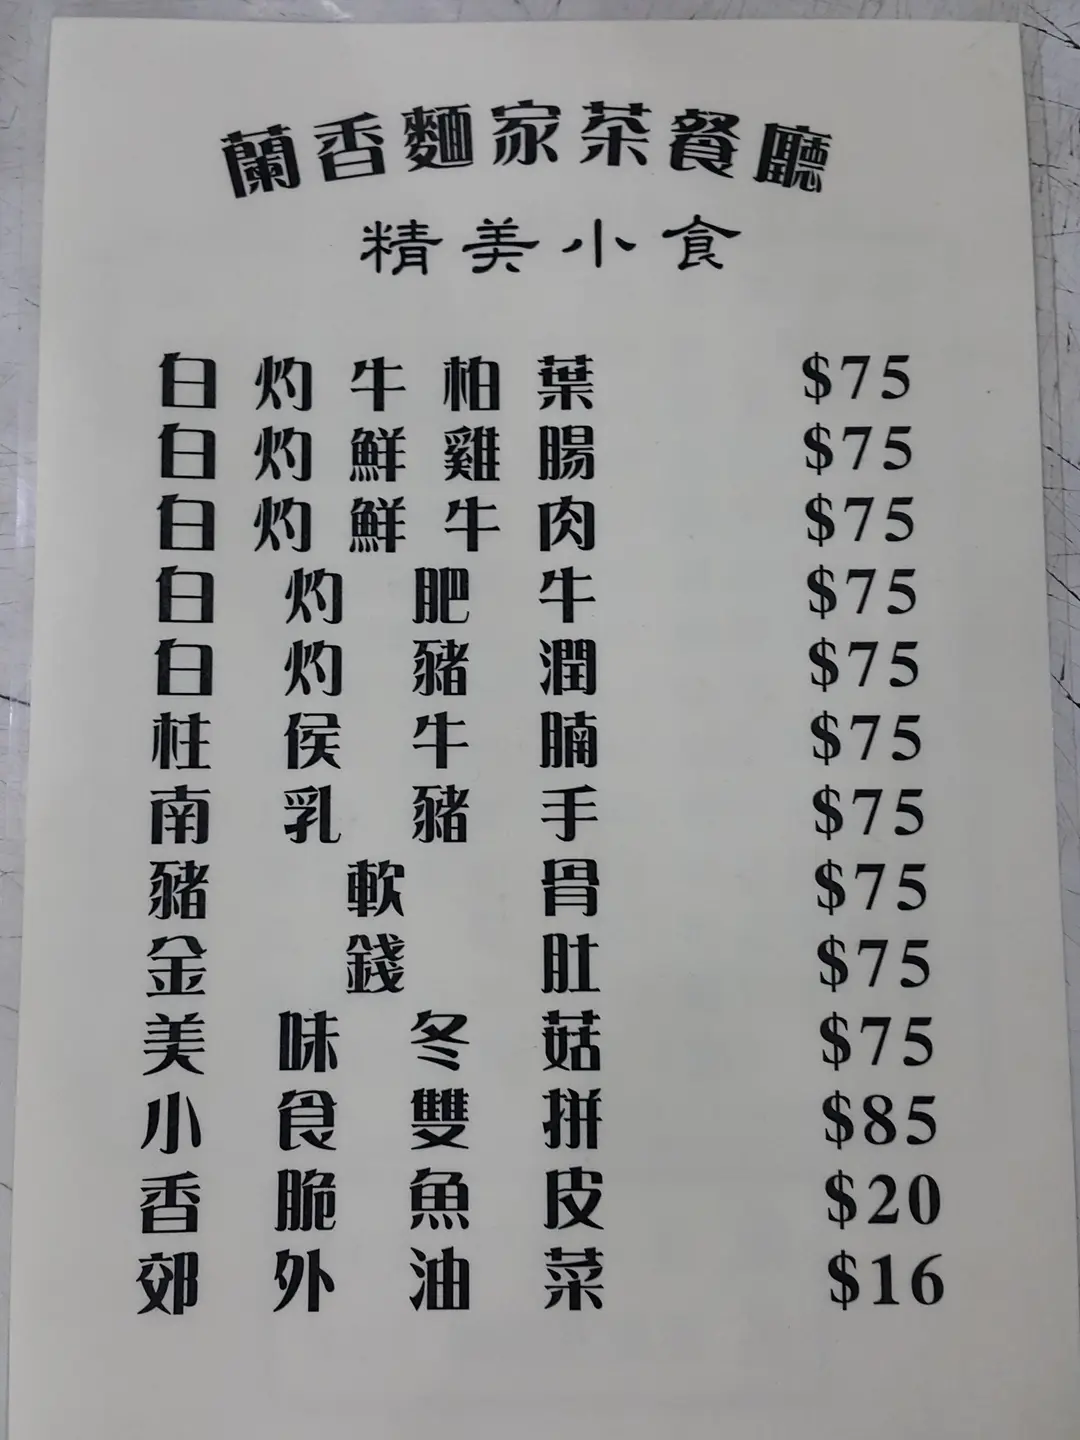 蘭香麵家茶餐廳
精美小食
白灼牛柏葉 $75
白灼鮮雞腸 $75
白灼鮮牛肉 $75
白灼肥牛 $75
白灼豬潤 $75
柱侯牛腩 $75
南乳豬手 $75
豬軟骨 $75
金錢肚 $75
美味冬菇 $75
小食雙拼 $85
香脆魚皮 $20
郊外油菜 $16